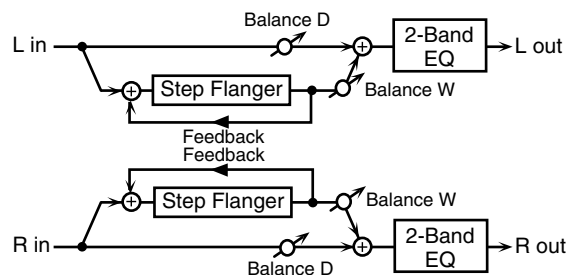 Balance D
L in
2-Band
EQ
L out
Step Flanger
Balance W
Feedback
Feedback
Step Flanger
Balance W
R in
2-Band
EQ
R out
Balance D